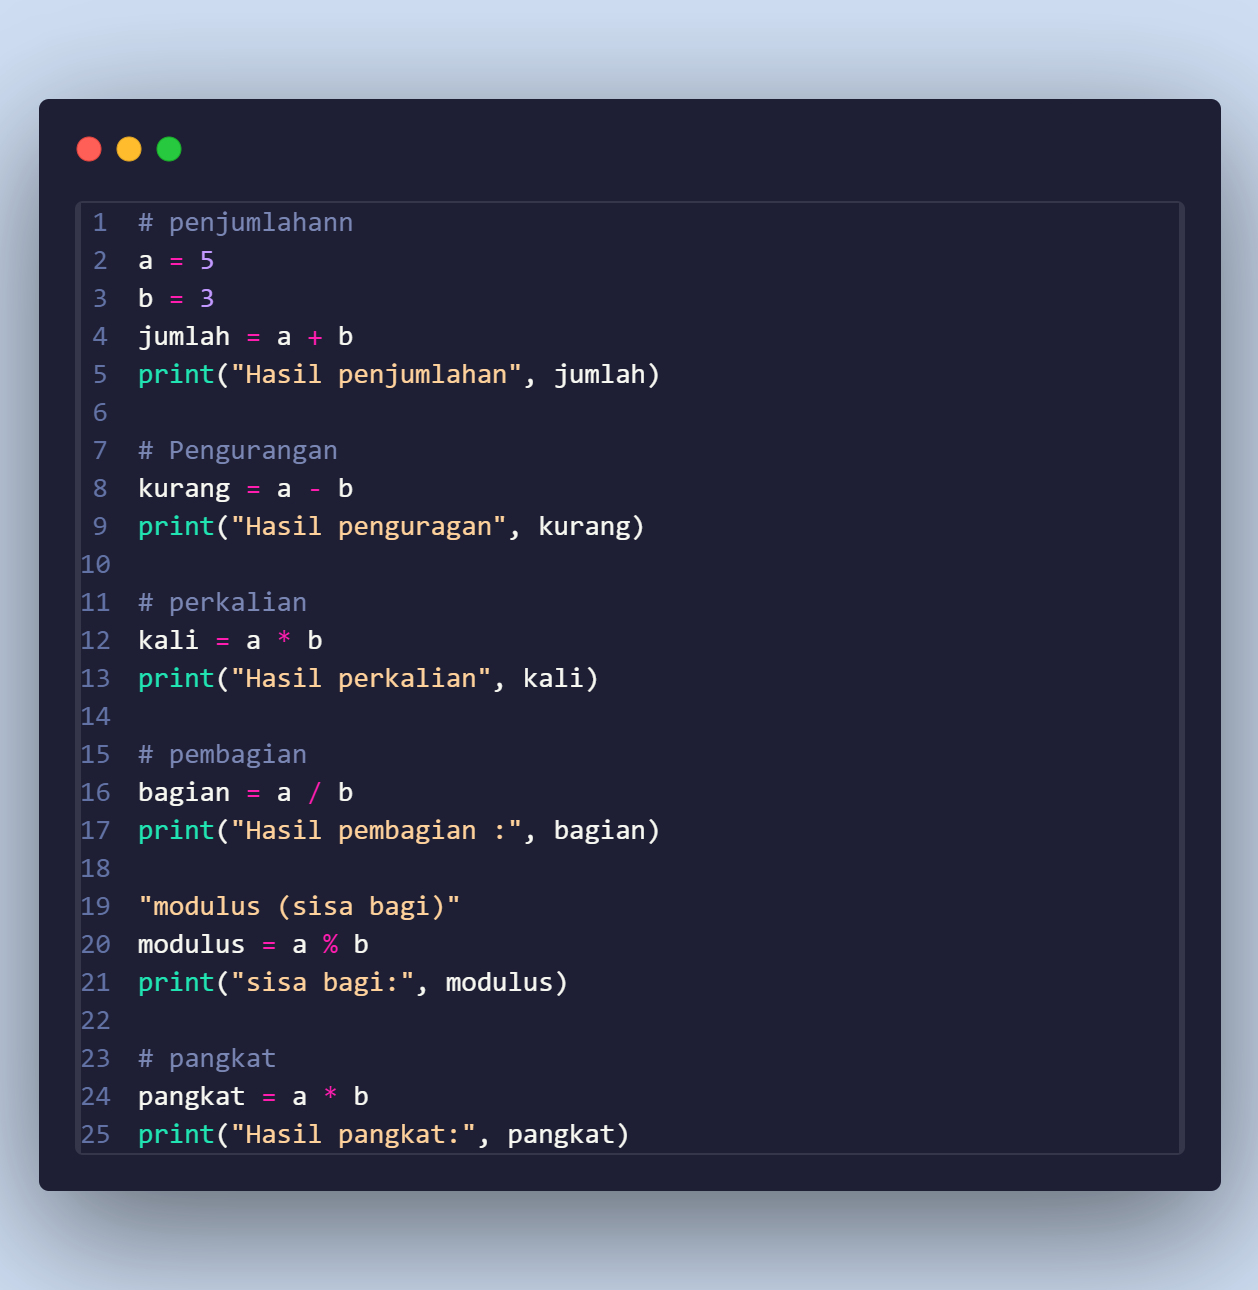 1 # penjumlahann
2 a = 5
3 b = 3
4 jumlah = a + b
5 print("Hasil penjumlahan", jumlah)
6
7 # Pengurangan
8 kurang = a - b
9 print("Hasil penguragan", kurang)
10
11 # perkalian
12 kali = a * b
13 print("Hasil perkalian", kali)
14
15 # pembagian
16 bagian = a / b
17 print("Hasil pembagian :", bagian)
18
19 "modulus (sisa bagi)"
20 modulus = a % b
21 print("sisa bagi:", modulus)
22
23 # pangkat
24 pangkat = a * b
25 print("Hasil pangkat:", pangkat)